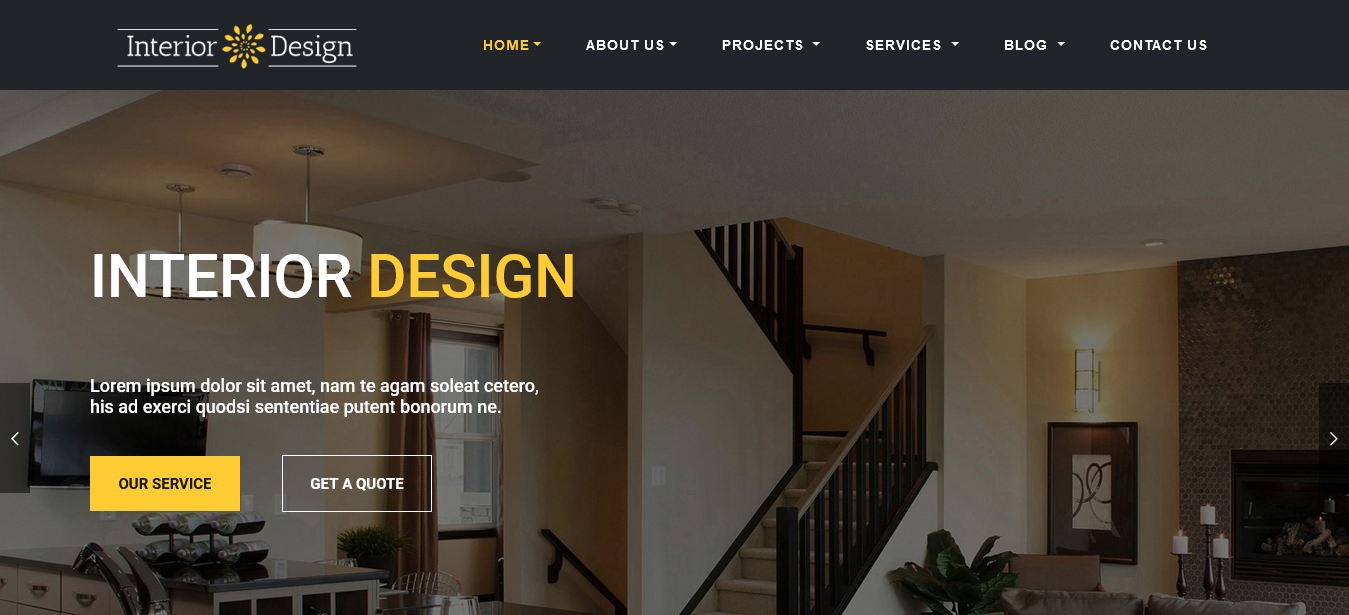 Interior Design
HOME
ABOUT US
PROJECTS
SERVICES
BLOG
CONTACT US
INTERIOR DESIGN
Lorem ipsum dolor sit amet, nam te agam soleat cetero,
his ad exerci quodsi sententiae putent bonorum ne.
OUR SERVICE
GET A QUOTE